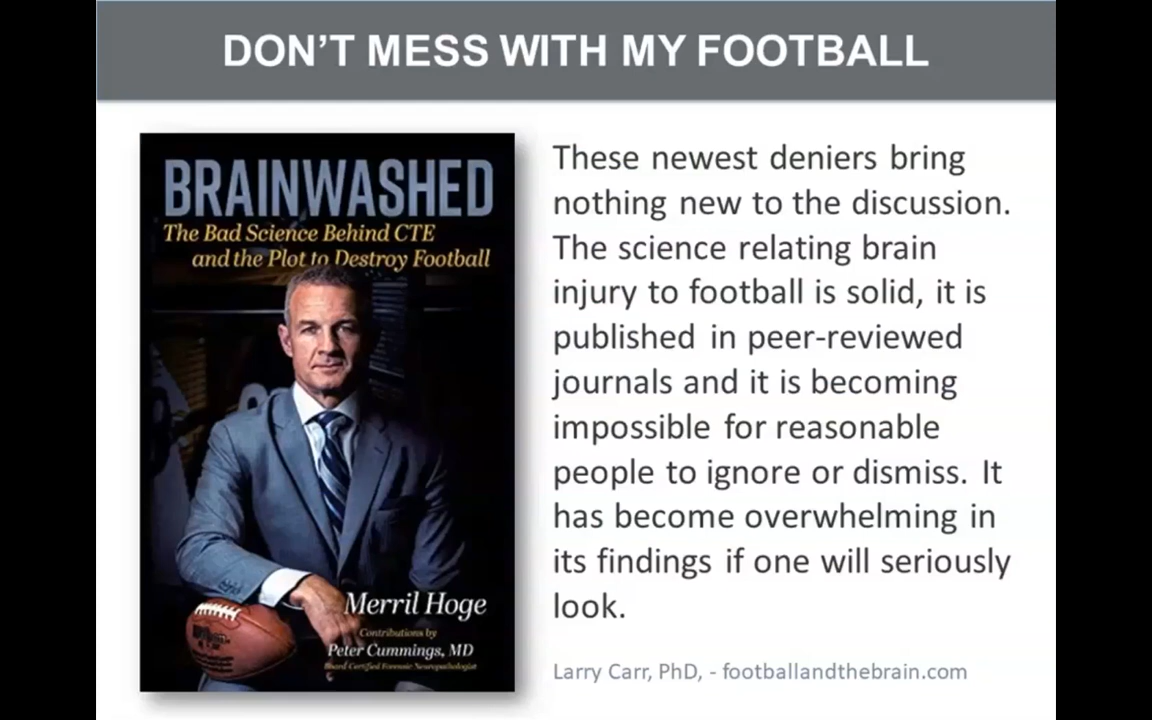 DON'T MESS WITH MY FOOTBALL
BRAINWASHED
The Bad Science Behind CTE
and the Plot to Destroy Football
Merril Hoge
Contributions by
Peter Cummings, MD
Board Certified Forensic Neuropathologist
These newest deniers bring
nothing new to the discussion.
The science relating brain
injury to football is solid, it is
published in peer-reviewed
journals and it is becoming
impossible for reasonable
people to ignore or dismiss. It
has become overwhelming in
its findings if one will seriously
look.
Larry Carr, PhD, - footballandthebrain.com